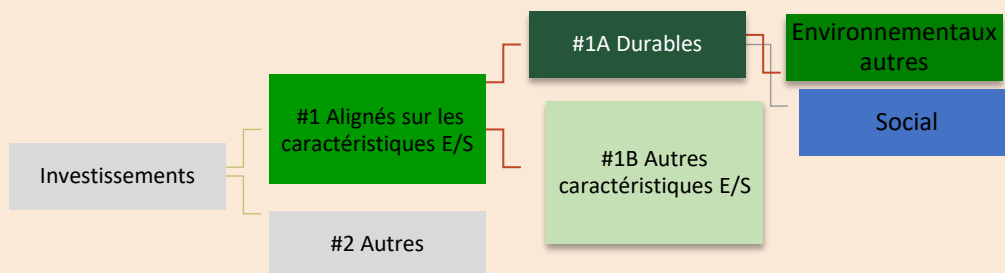 Investissements
#1 Alignés sur les
caractéristiques E/S
#2 Autres
#1A Durables
#1B Autres
caractéristiques E/S
Environnementaux
autres
Social